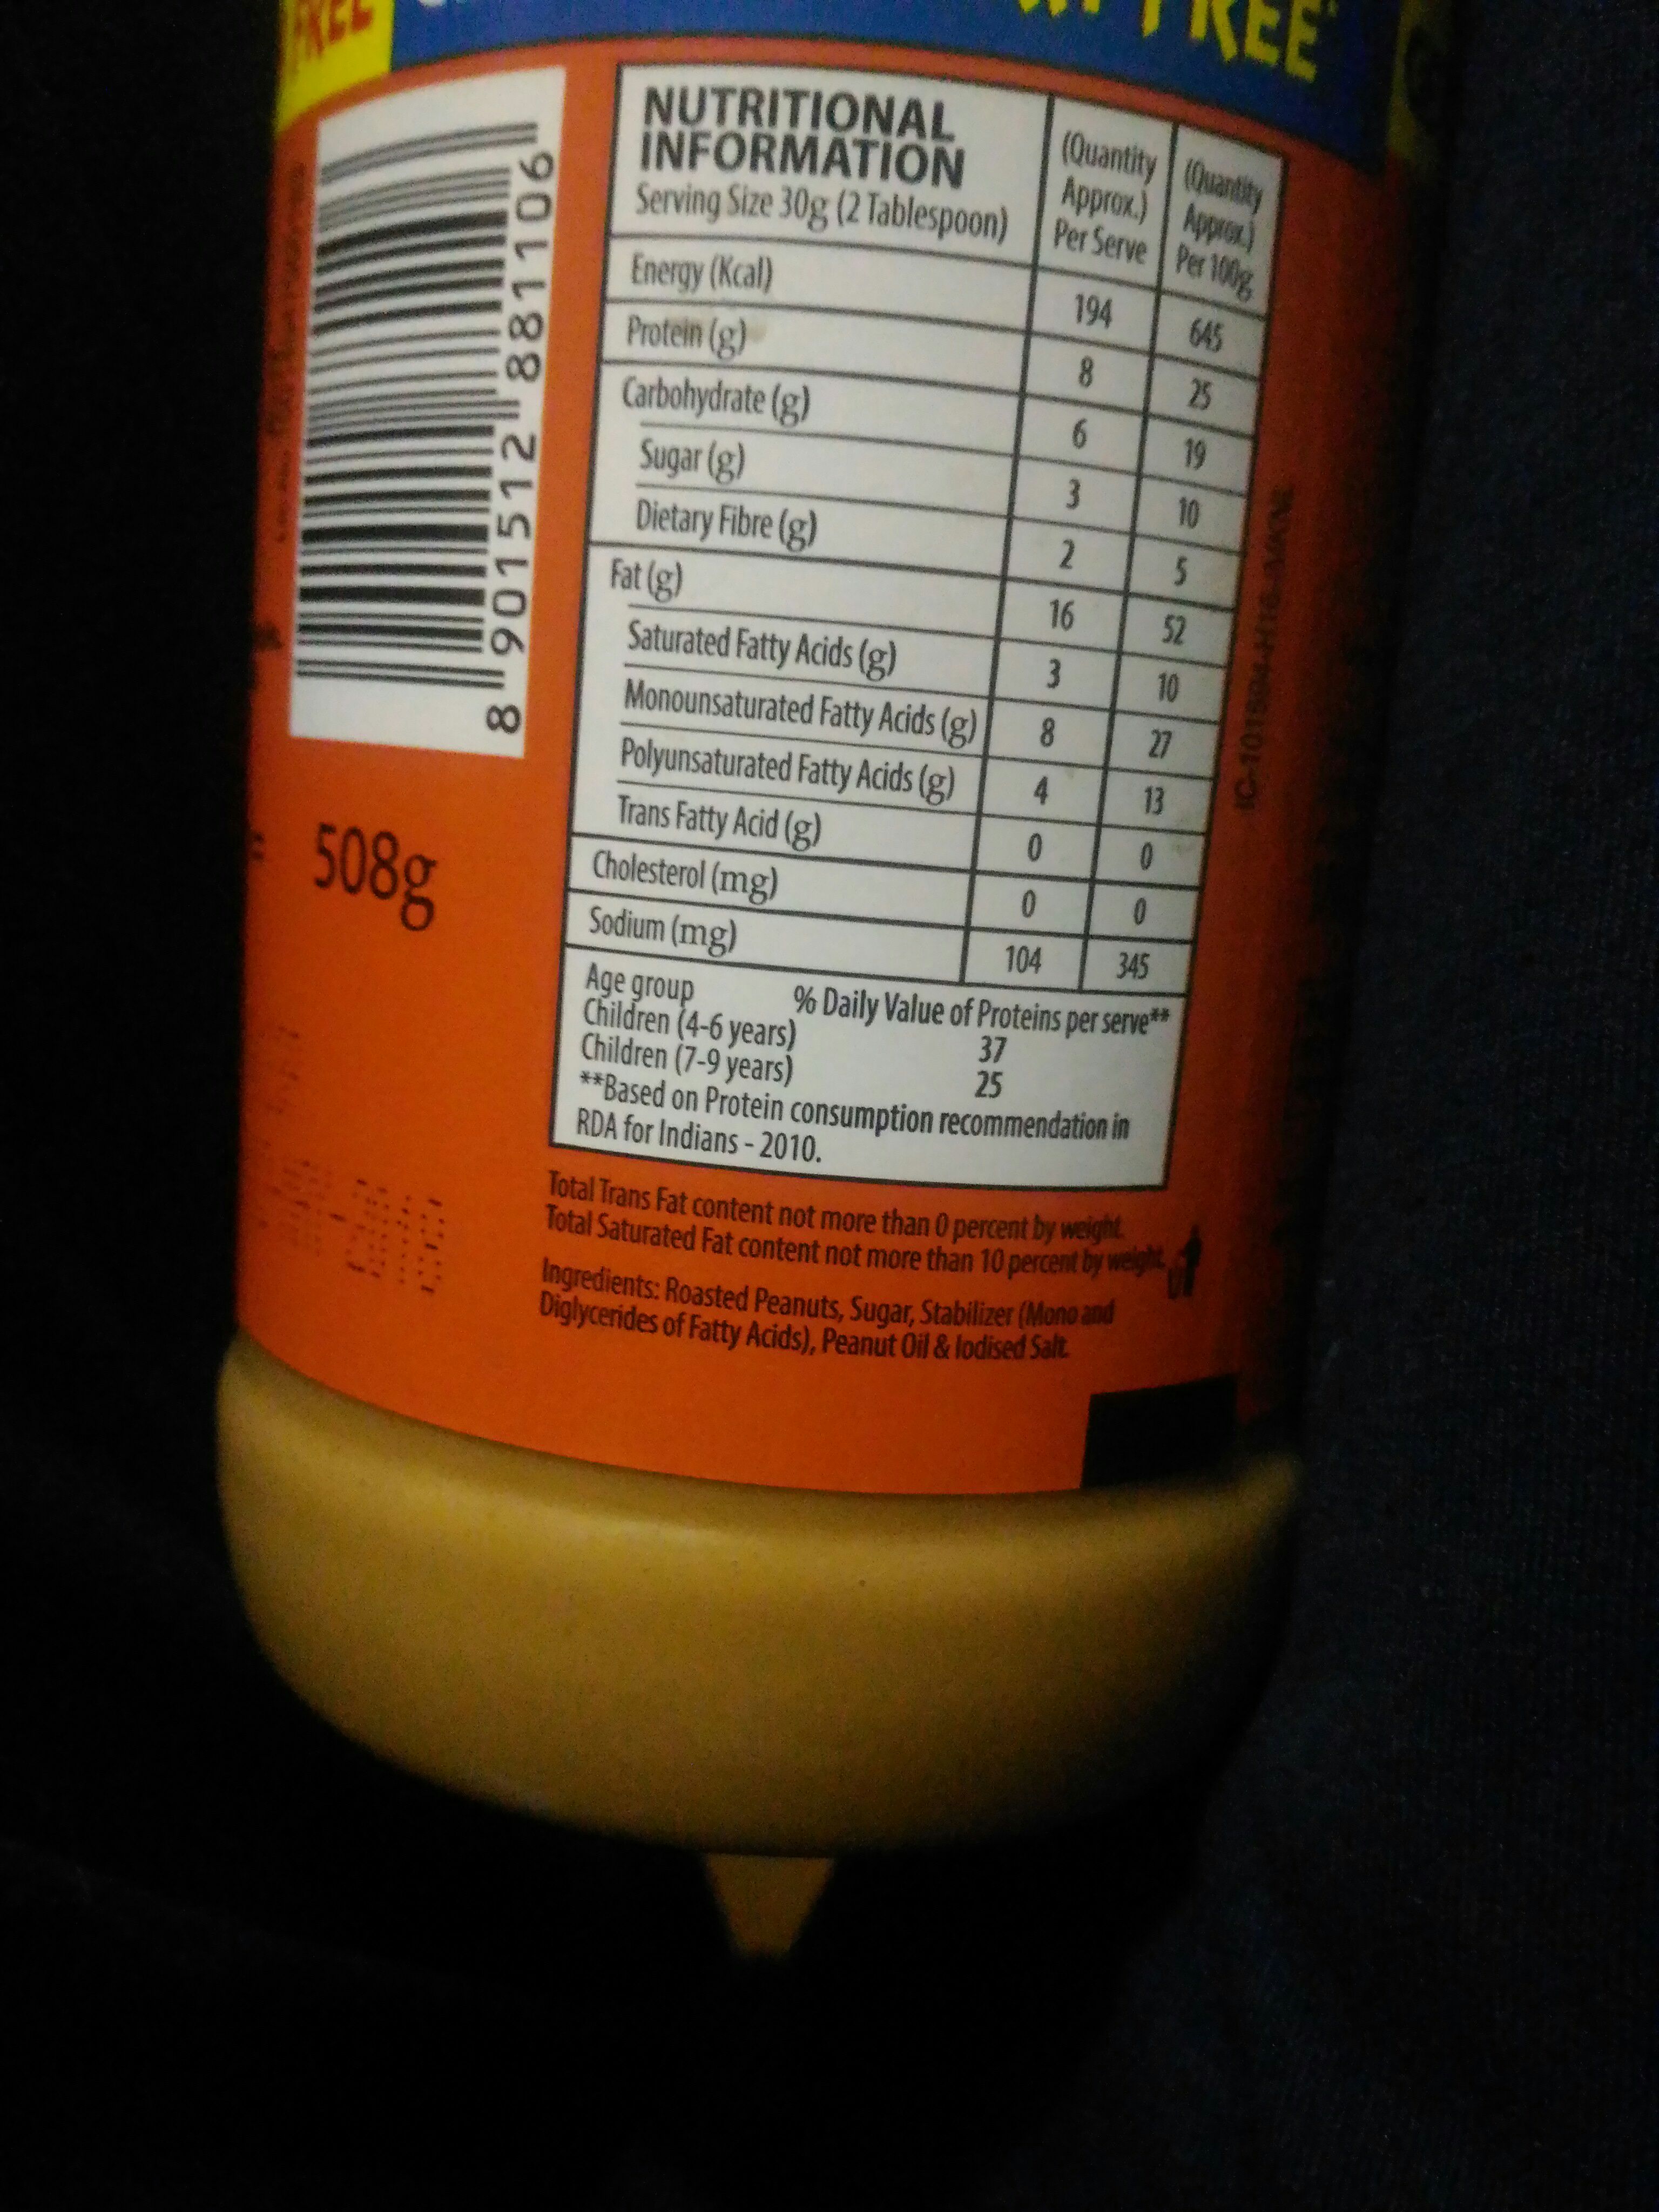 FREE
FREE*
8 901512 881106
508g
NUTRITIONAL
INFORMATION
Serving Size 30g (2 Tablespoon)
(Quantity Approx.) Per Serve
(Quantity Approx.) Per 100g
Energy (Kcal) 194 645
Protein (g) 8 25
Carbohydrate (g) 6 19
Sugar (g) 3 10
Dietary Fibre (g) 2 5
Fat (g) 16 52
Saturated Fatty Acids (g) 3 10
Monounsaturated Fatty Acids (g) 8 27
Polyunsaturated Fatty Acids (g) 4 13
Trans Fatty Acid (g) 0 0
Cholesterol (mg) 0 0
Sodium (mg) 104 345
Age group % Daily Value of Proteins per serve**
Children (4-6 years) 37
Children (7-9 years) 25
**Based on Protein consumption recommendation in
RDA for Indians - 2010.
Total Trans Fat content not more than 0 percent by weight.
Total Saturated Fat content not more than 10 percent by weight.
Ingredients: Roasted Peanuts, Sugar, Stabilizer (Mono and
Diglycerides of Fatty Acids), Peanut Oil & Iodised Salt.